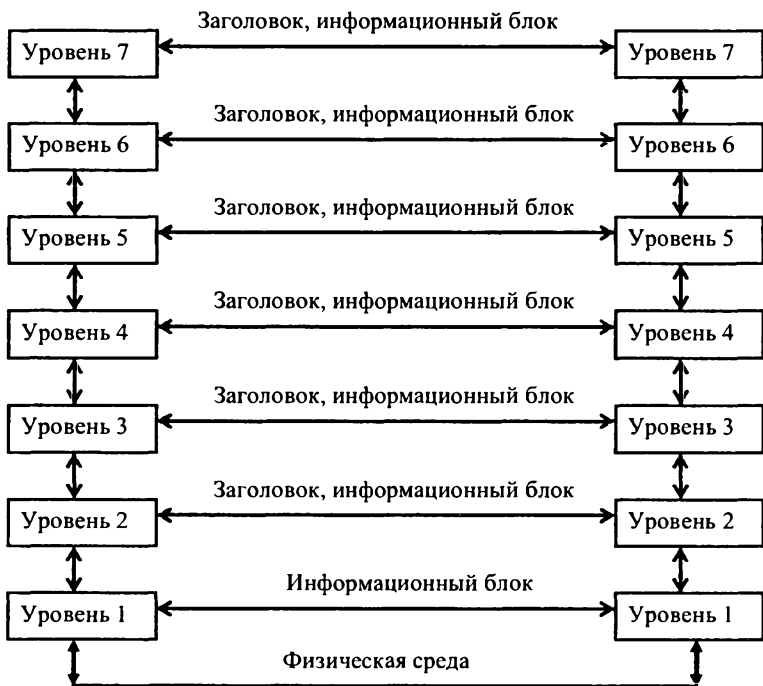 Заголовок, информационный блок
Уровень 7
Уровень 7
Заголовок, информационный блок
Уровень 6
Уровень 6
Заголовок, информационный блок
Уровень 5
Уровень 5
Заголовок, информационный блок
Уровень 4
Уровень 4
Заголовок, информационный блок
Уровень 3
Уровень 3
Заголовок, информационный блок
Уровень 2
Уровень 2
Информационный блок
Уровень 1
Уровень 1
Физическая среда